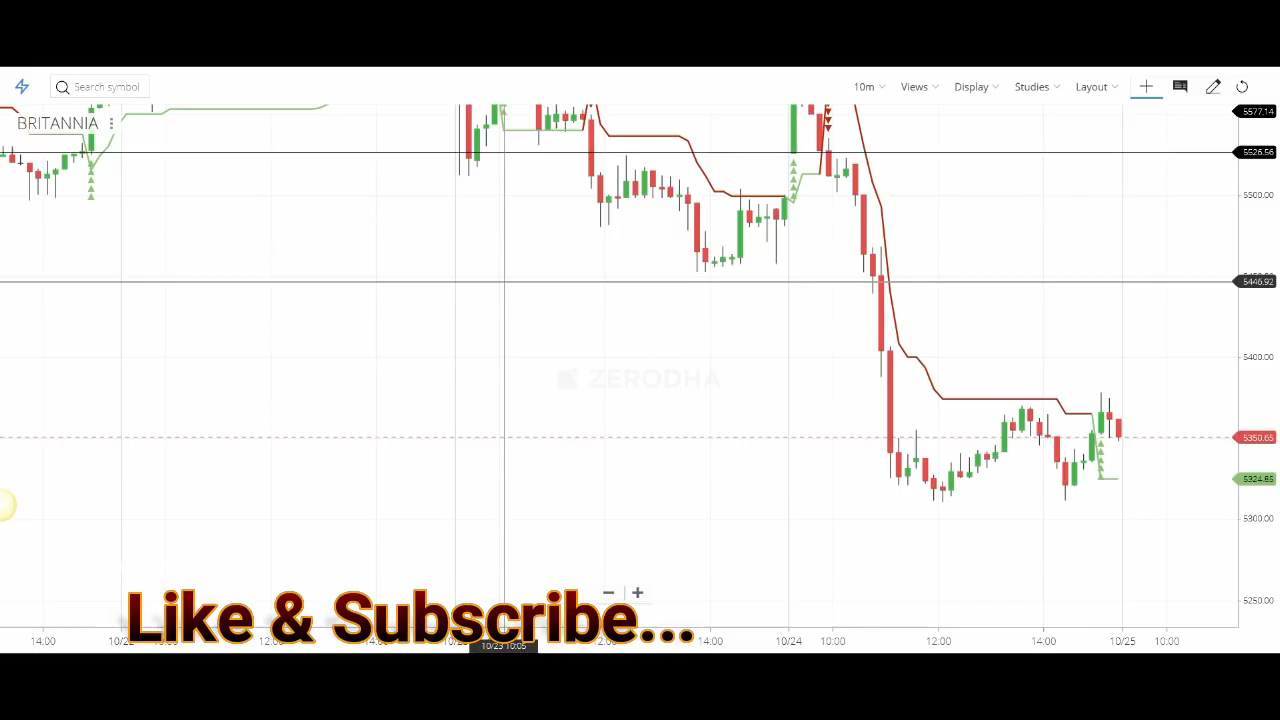 Search symbol
10m Views Display Studies Layout
BRITANNIA
5577.14
5526.56
5500.00
5446.92
5400.00
ZERODHA
5350.65
5324.85
5300.00
5250.00
Like & Subscribe...
14:00 10/22 12:00 14:00 10/24 10:00 12:00 14:00 10/25 10:00
10/23 10:05